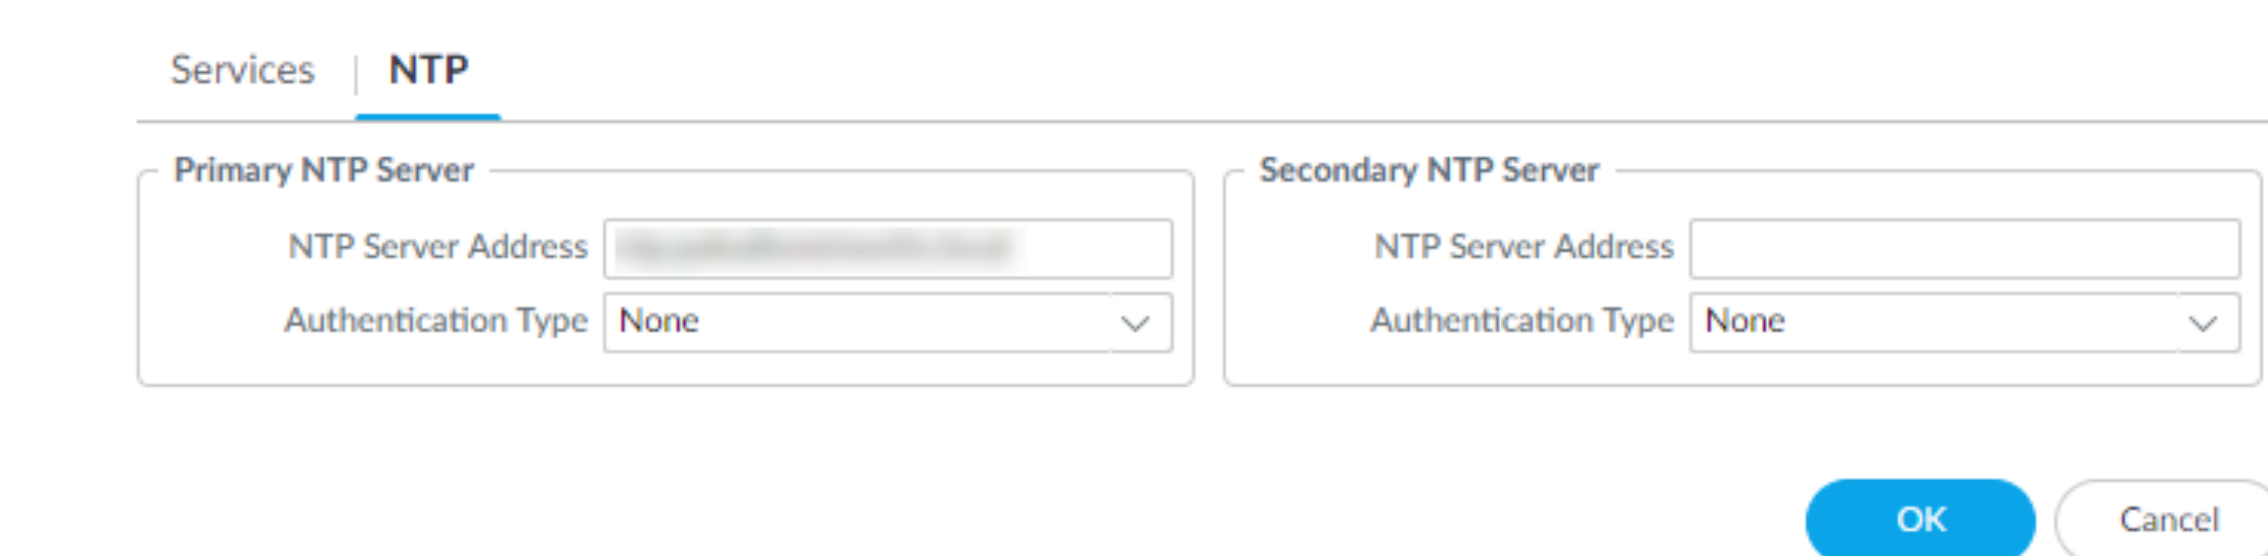 Services | NTP
Primary NTP Server
NTP Server Address
Authentication Type None
Secondary NTP Server
NTP Server Address
Authentication Type None
OK Cancel